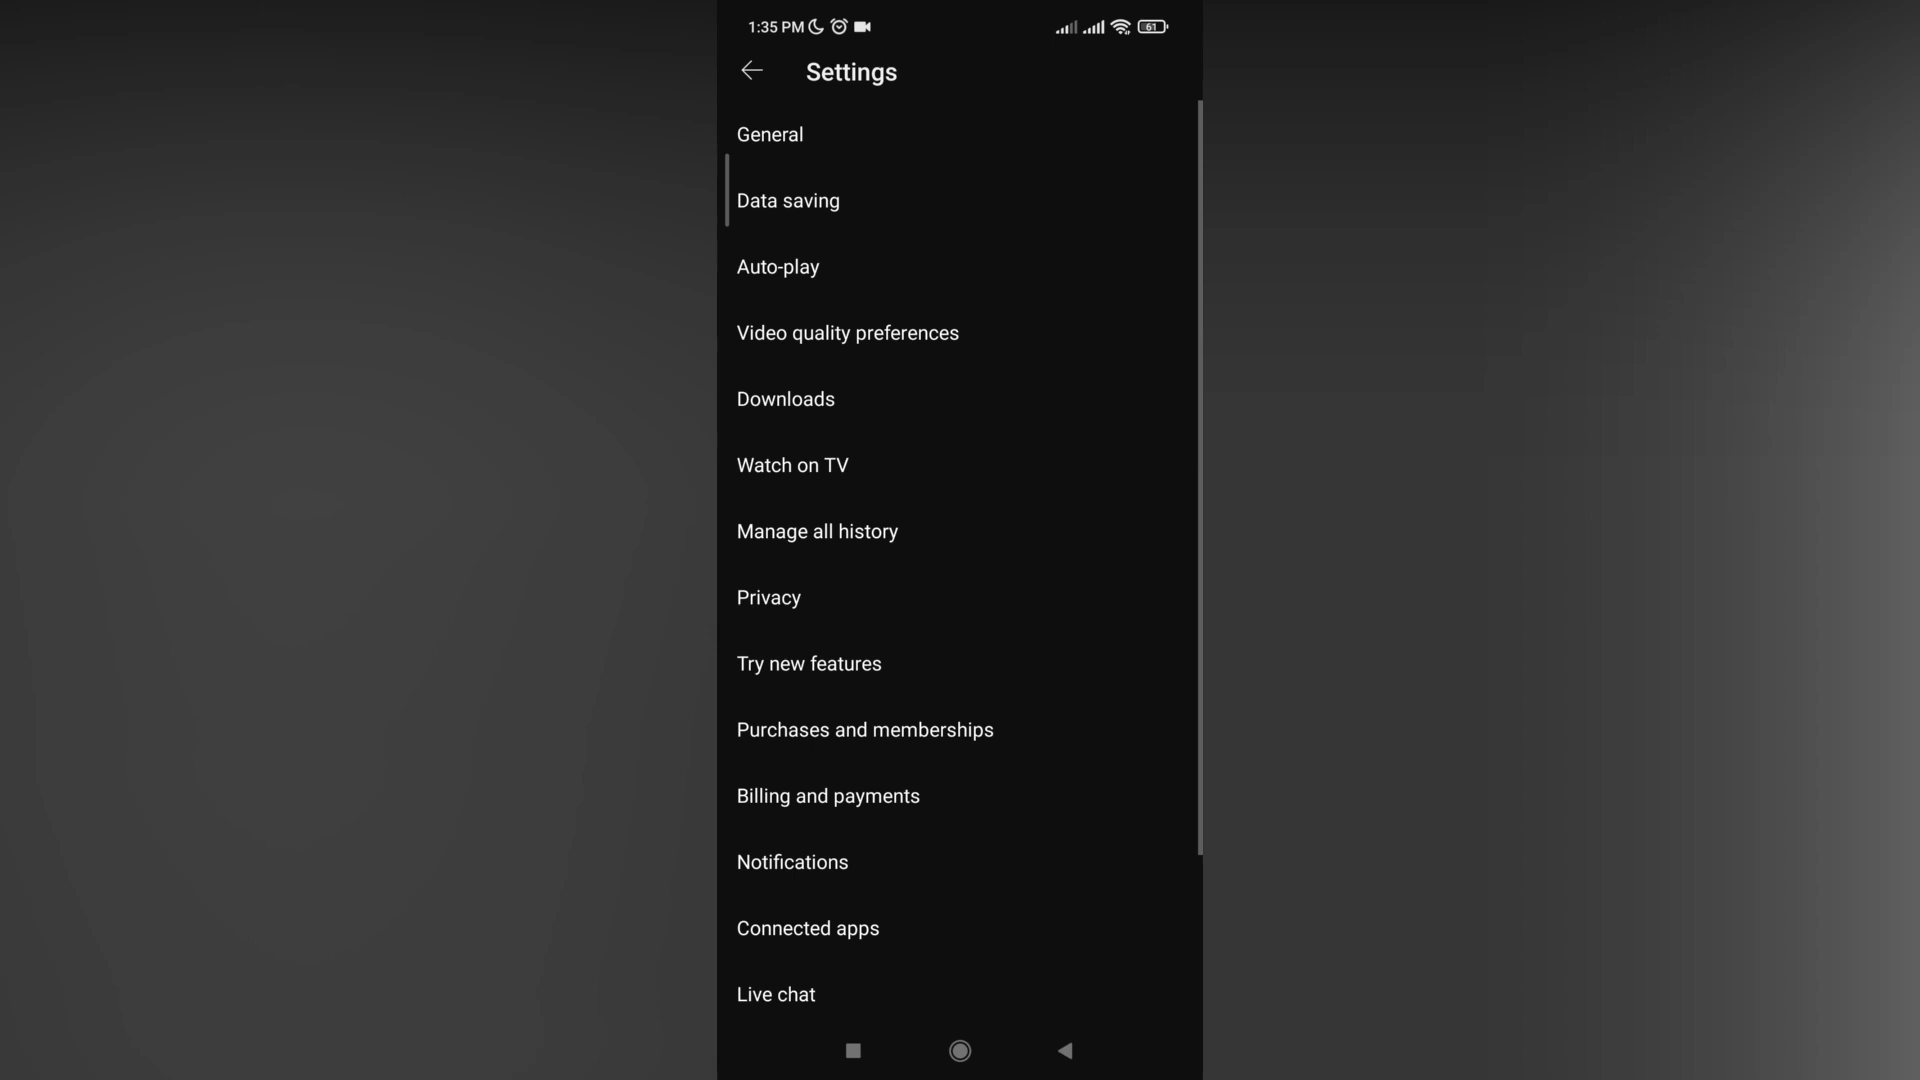 1:35 PM
61
Settings
General
Data saving
Auto-play
Video quality preferences
Downloads
Watch on TV
Manage all history
Privacy
Try new features
Purchases and memberships
Billing and payments
Notifications
Connected apps
Live chat